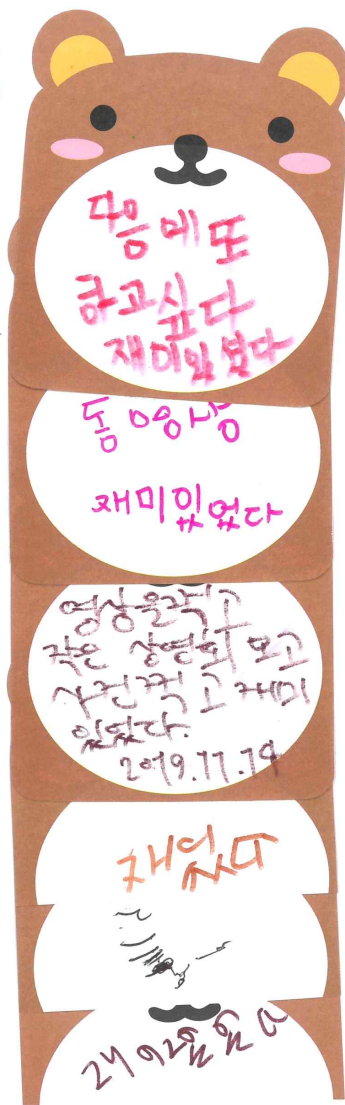 다음에 또
하고싶다
재미있었다
동영상
재미있었다
영상을찍고
작은 상영회 보고
사진찍고 재미
있었다.
2019.11.14
재있다